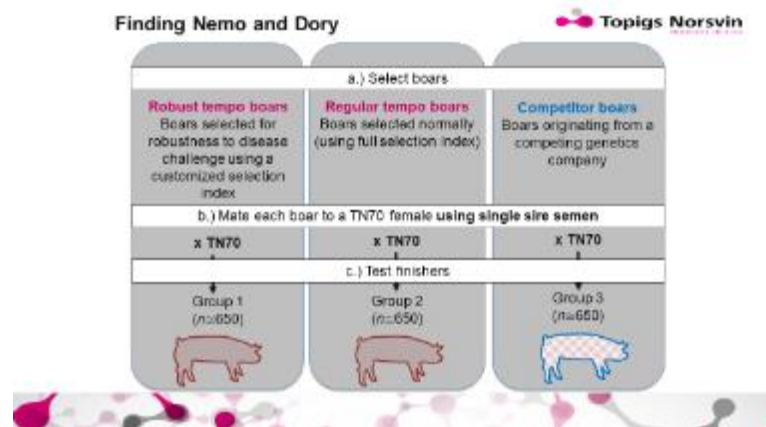 Finding Nemo and Dory
Topigs Norsvin
a.) Select boars
Robust tempo boars
Boars selected for
robustness to disease
challenge using a
customized selection
index
Regular tempo boars
Boars selected normally
(using full selection index)
Competitor boars
Boars originating from a
competing genetics
company
b.) Mate each boar to a TN70 female using single sire semen
x TN70
x TN70
x TN70
c.) Test finishers
Group 1
(n=650)
Group 2
(n=650)
Group 3
(n=650)